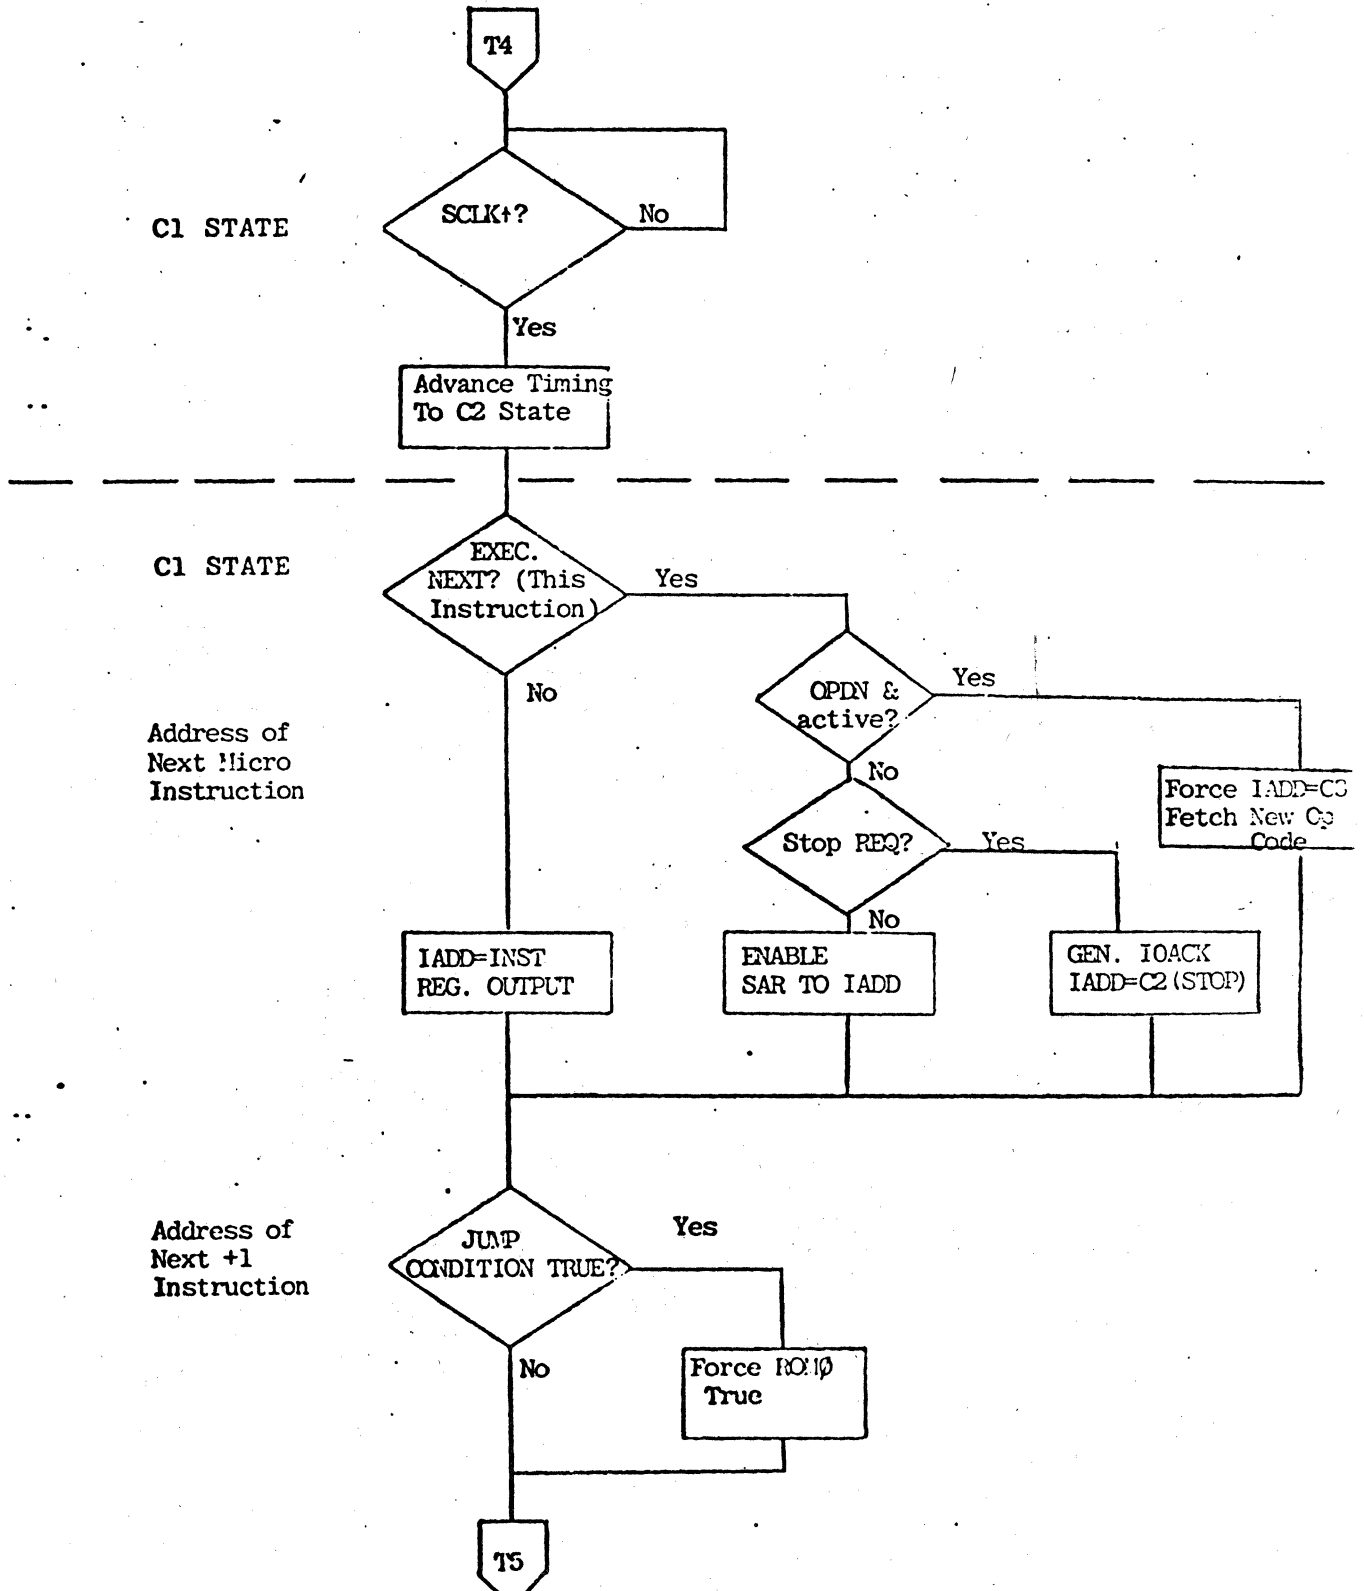 T4
SCLK↑?
No
C1 STATE
Yes
Advance Timing
To C2 State
C1 STATE
EXEC.
NEXT? (This
Instruction)
Yes
No
OPDN &
active?
Yes
No
Address of
Next Micro
Instruction
Force IADD=
Fetch New Op
Code
Stop REQ?
Yes
No
IADD=INST
REG. OUTPUT
ENABLE
SAR TO IADD
GEN. IOACK
IADD=C2(STOP)
Address of
Next +1
Instruction
JUMP
CONDITION TRUE?
Yes
No
Force ROMØ
True
T5